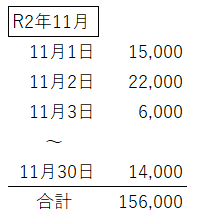 R2年11月
11月1日 15,000
11月2日 22,000
11月3日 6,000
～
11月30日 14,000
合計 156,000